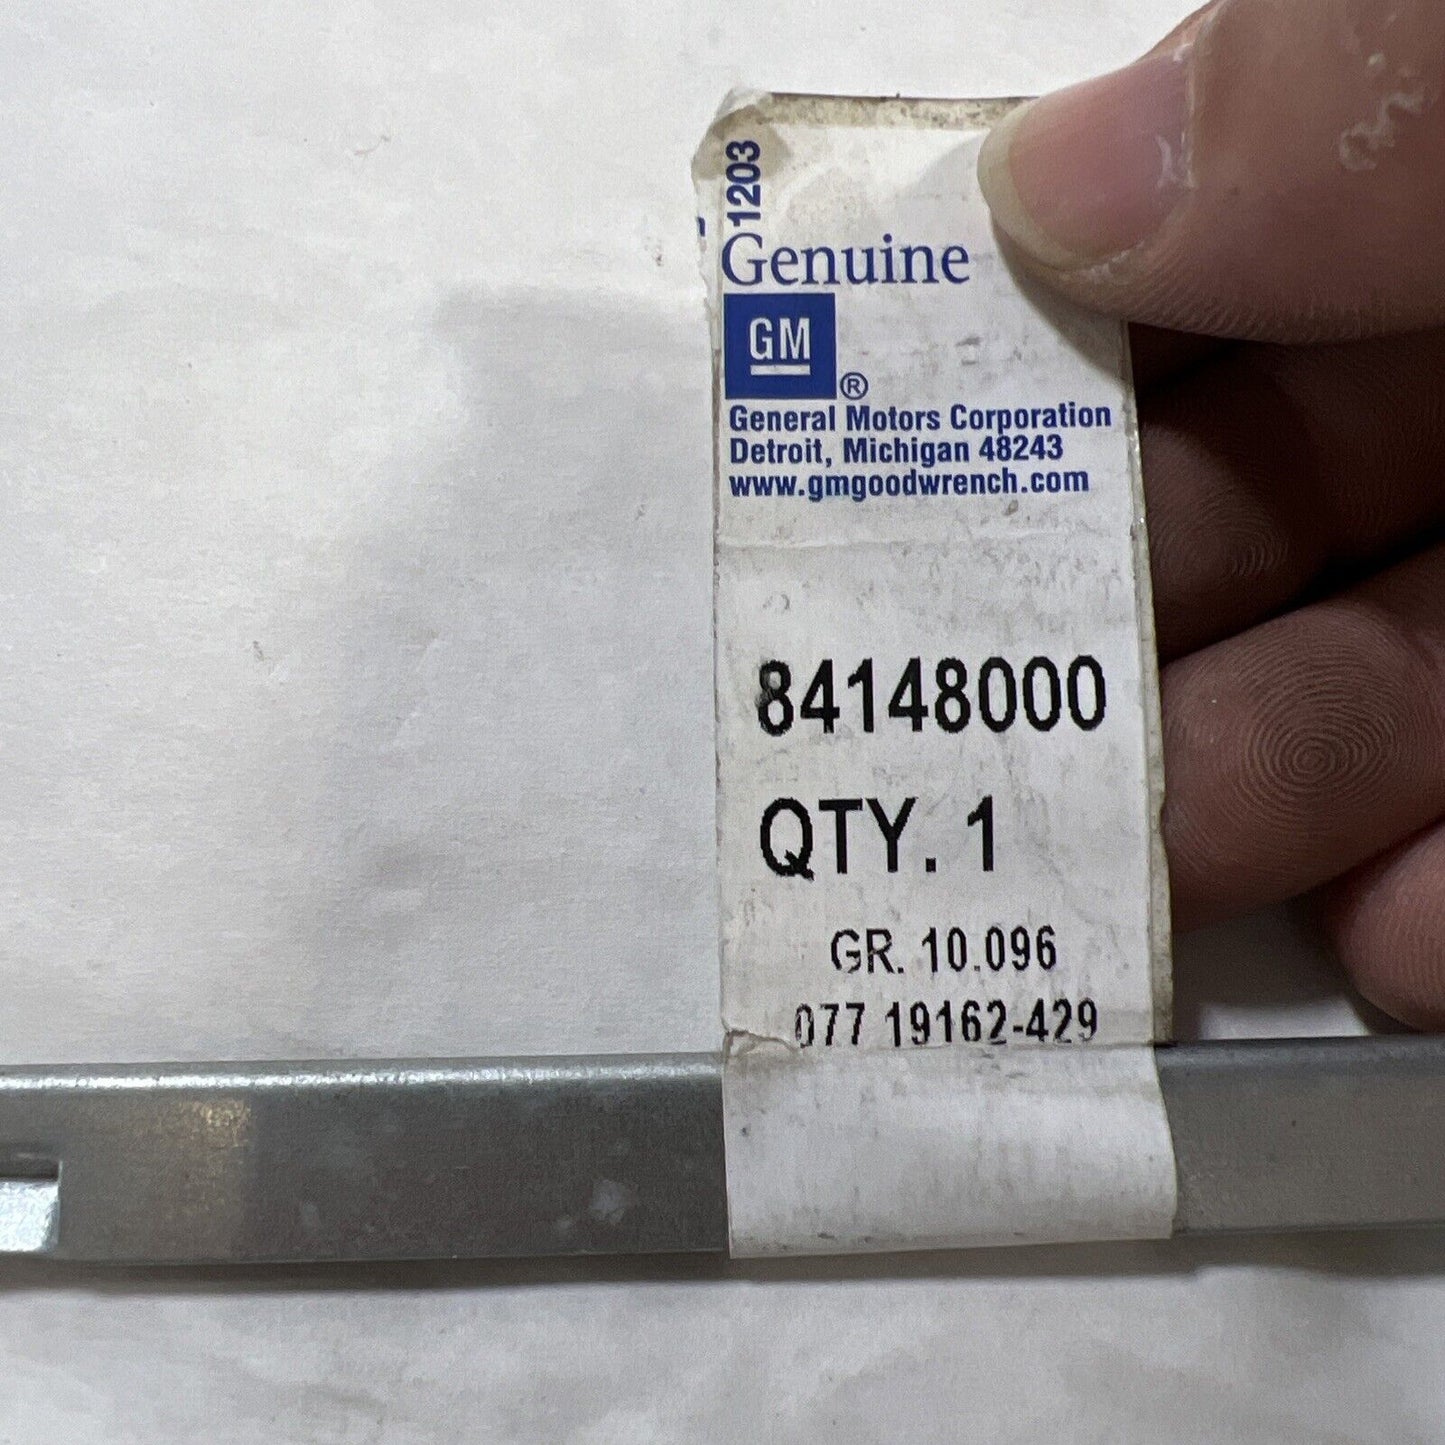 1203
Genuine
GM
®
General Motors Corporation
Detroit, Michigan 48243
www.gmgoodwrench.com
84148000
QTY. 1
GR. 10.096
077 19162-429